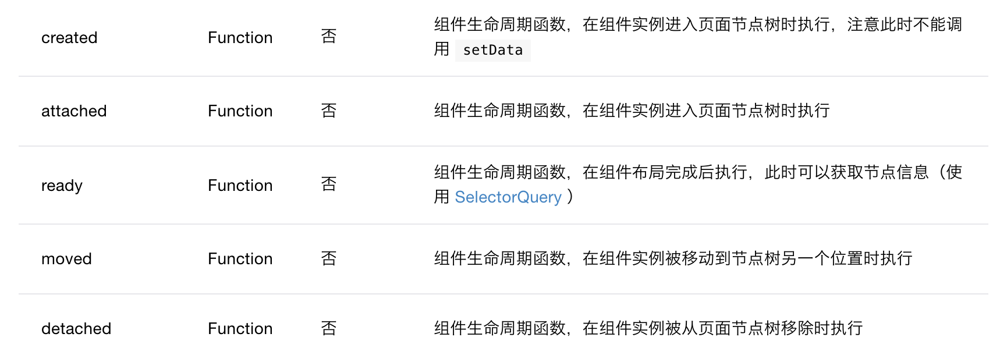 created Function 否 组件生命周期函数，在组件实例进入页面节点树时执行，注意此时不能调
用 setData
attached Function 否 组件生命周期函数，在组件实例进入页面节点树时执行
ready Function 否 组件生命周期函数，在组件布局完成后执行，此时可以获取节点信息（使
用 SelectorQuery ）
moved Function 否 组件生命周期函数，在组件实例被移动到节点树另一个位置时执行
detached Function 否 组件生命周期函数，在组件实例被从页面节点树移除时执行